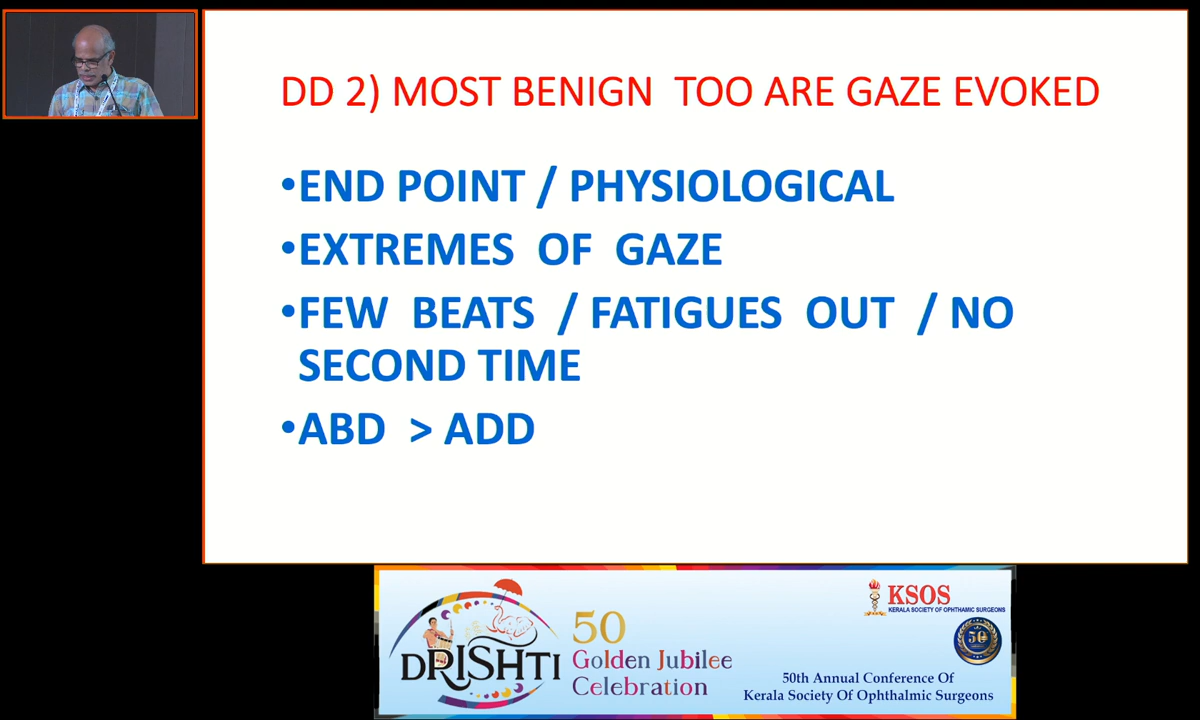 DD 2) MOST BENIGN TOO ARE GAZE EVOKED
•END POINT / PHYSIOLOGICAL
•EXTREMES OF GAZE
•FEW BEATS / FATIGUES OUT / NO
SECOND TIME
•ABD > ADD
DRISHTI
50
Golden Jubilee
Celebration
KSOS
KERALA SOCIETY OF OPHTHAMIC SURGEONS
50
50th Annual Conference Of
Kerala Society Of Ophthalmic Surgeons